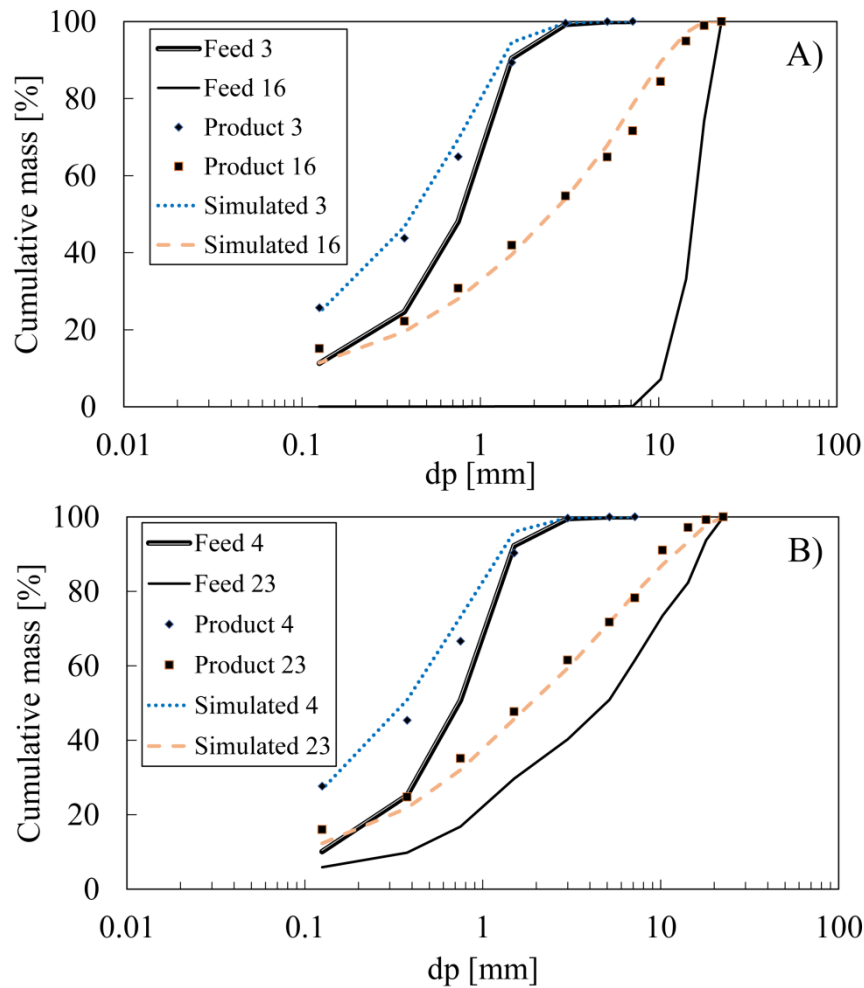 A)
Cumulative mass [%]
100
80
60
40
20
0
Feed 3
Feed 16
Product 3
Product 16
Simulated 3
Simulated 16
0.01 0.1 1 10 100
dp [mm]
B)
Cumulative mass [%]
100
80
60
40
20
0
Feed 4
Feed 23
Product 4
Product 23
Simulated 4
Simulated 23
0.01 0.1 1 10 100
dp [mm]